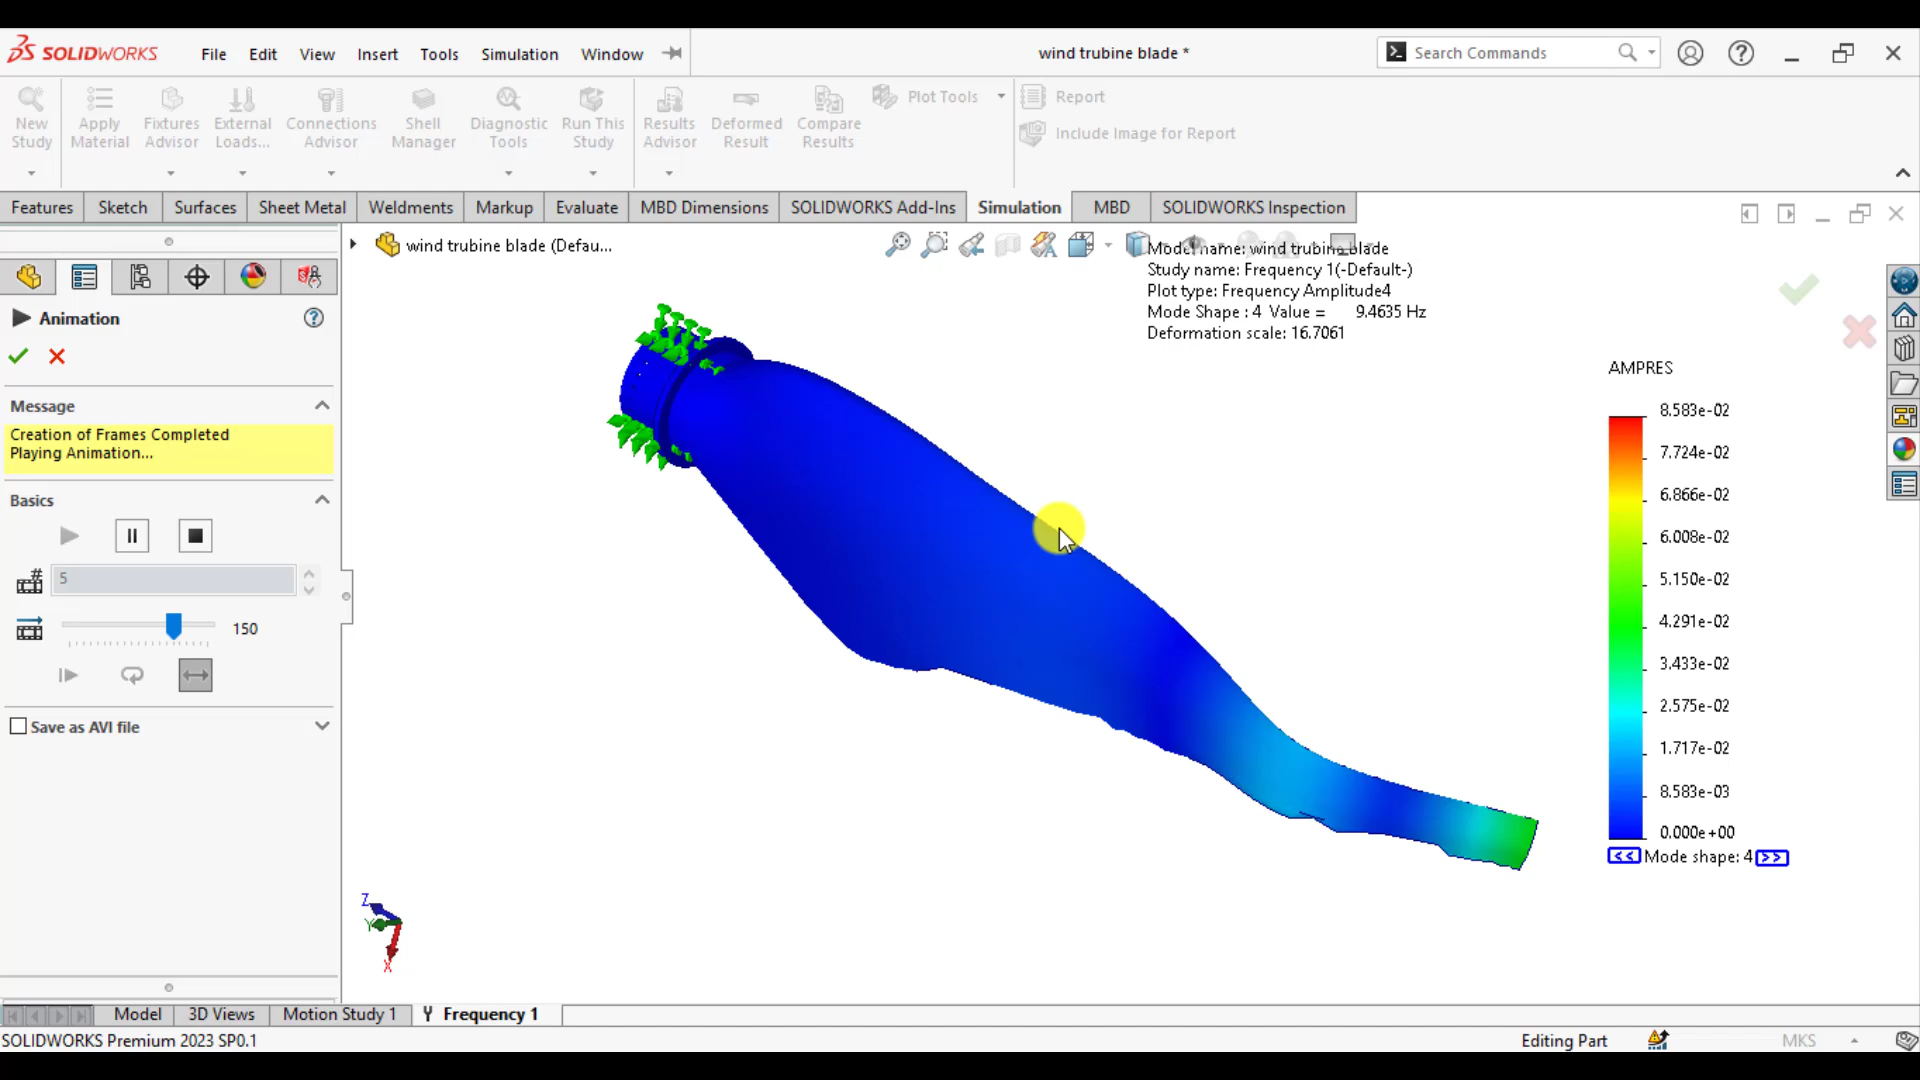 SOLIDWORKS
File Edit View Insert Tools Simulation Window
wind trubine blade *
Search Commands
New Study
Apply Material
Fixtures Advisor
External Loads...
Connections Advisor
Shell Manager
Diagnostic Tools
Run This Study
Results Advisor
Deformed Result
Compare Results
Plot Tools
Report
Include Image for Report
Features Sketch Surfaces Sheet Metal Weldments Markup Evaluate MBD Dimensions SOLIDWORKS Add-Ins Simulation MBD SOLIDWORKS Inspection
wind trubine blade (Defau...
Model name: wind trubine blade
Study name: Frequency 1(-Default-)
Plot type: Frequency Amplitude4
Mode Shape : 4 Value = 9.4635 Hz
Deformation scale: 16.7061
Animation
Message
Creation of Frames Completed
Playing Animation...
Basics
5
150
Save as AVI file
AMPRES
8.583e-02
7.724e-02
6.866e-02
6.008e-02
5.150e-02
4.291e-02
3.433e-02
2.575e-02
1.717e-02
8.583e-03
0.000e+00
<< Mode shape: 4 >>
Z
Y
X
Model 3D Views Motion Study 1 Frequency 1
SOLIDWORKS Premium 2023 SP0.1
Editing Part
MKS